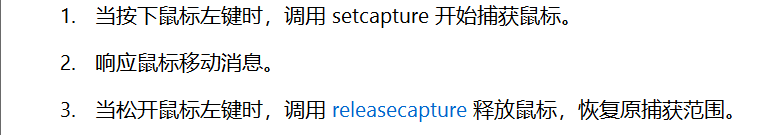 1. 当按下鼠标左键时，调用 setcapture 开始捕获鼠标。
2. 响应鼠标移动消息。
3. 当松开鼠标左键时，调用 releasecapture 释放鼠标，恢复原捕获范围。